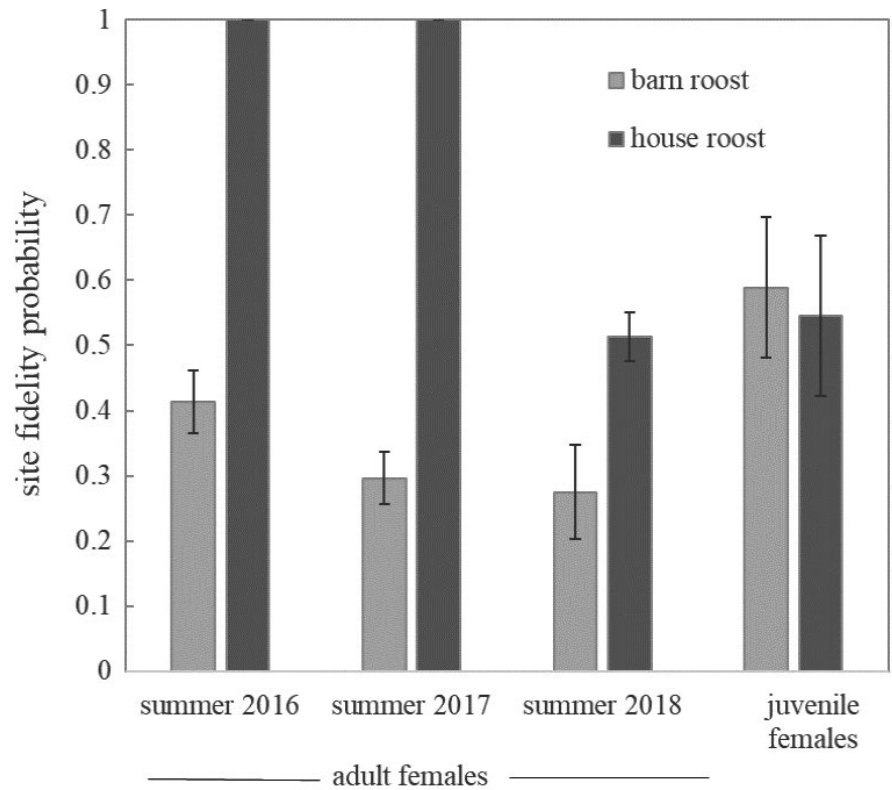 1
0.9
0.8
0.7
0.6
0.5
0.4
0.3
0.2
0.1
0
site fidelity probability
barn roost
house roost
summer 2016
summer 2017
summer 2018
juvenile
females
adult females